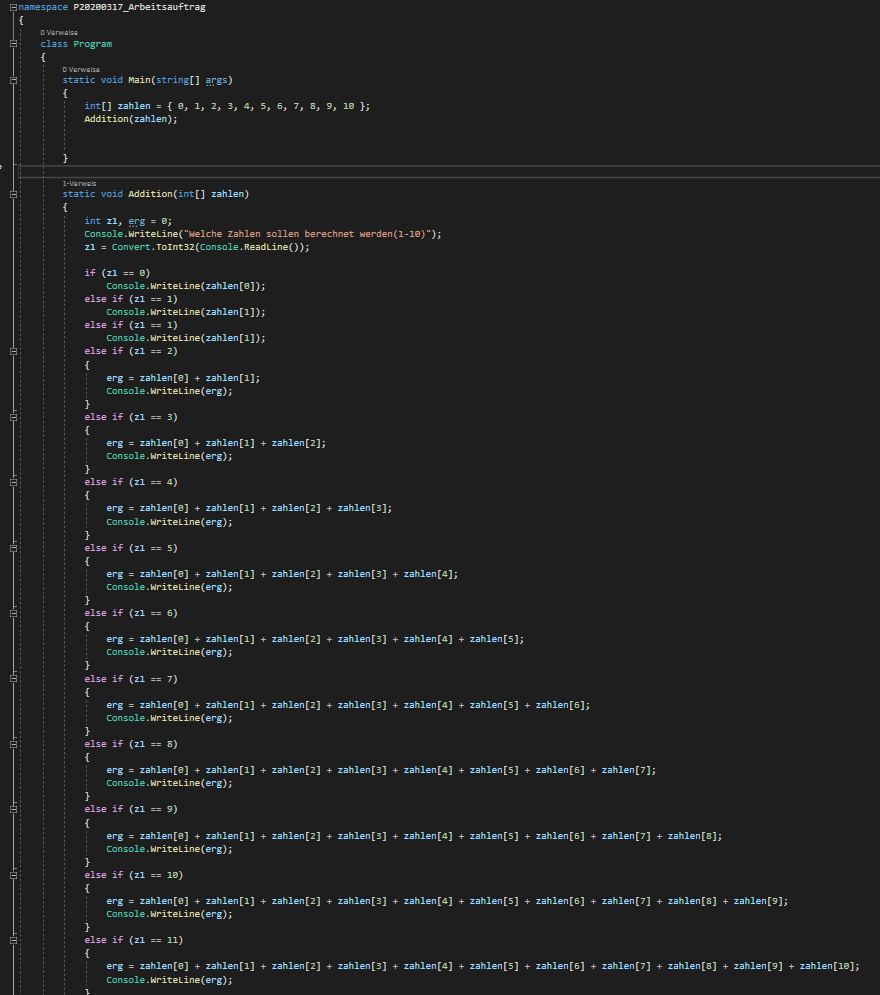 namespace P20200317_Arbeitsauftrag
{
0 Verweise
class Program
{
0 Verweise
static void Main(string[] args)
{
int[] zahlen = { 0, 1, 2, 3, 4, 5, 6, 7, 8, 9, 10 };
Addition(zahlen);
}
1-Verweis
static void Addition(int[] zahlen)
{
int z1, erg = 0;
Console.WriteLine("Welche Zahlen sollen berechnet werden(1-10)");
z1 = Convert.ToInt32(Console.ReadLine());
if (z1 == 0)
Console.WriteLine(zahlen[0]);
else if (z1 == 1)
Console.WriteLine(zahlen[1]);
else if (z1 == 1)
Console.WriteLine(zahlen[1]);
else if (z1 == 2)
{
erg = zahlen[0] + zahlen[1];
Console.WriteLine(erg);
}
else if (z1 == 3)
{
erg = zahlen[0] + zahlen[1] + zahlen[2];
Console.WriteLine(erg);
}
else if (z1 == 4)
{
erg = zahlen[0] + zahlen[1] + zahlen[2] + zahlen[3];
Console.WriteLine(erg);
}
else if (z1 == 5)
{
erg = zahlen[0] + zahlen[1] + zahlen[2] + zahlen[3] + zahlen[4];
Console.WriteLine(erg);
}
else if (z1 == 6)
{
erg = zahlen[0] + zahlen[1] + zahlen[2] + zahlen[3] + zahlen[4] + zahlen[5];
Console.WriteLine(erg);
}
else if (z1 == 7)
{
erg = zahlen[0] + zahlen[1] + zahlen[2] + zahlen[3] + zahlen[4] + zahlen[5] + zahlen[6];
Console.WriteLine(erg);
}
else if (z1 == 8)
{
erg = zahlen[0] + zahlen[1] + zahlen[2] + zahlen[3] + zahlen[4] + zahlen[5] + zahlen[6] + zahlen[7];
Console.WriteLine(erg);
}
else if (z1 == 9)
{
erg = zahlen[0] + zahlen[1] + zahlen[2] + zahlen[3] + zahlen[4] + zahlen[5] + zahlen[6] + zahlen[7] + zahlen[8];
Console.WriteLine(erg);
}
else if (z1 == 10)
{
erg = zahlen[0] + zahlen[1] + zahlen[2] + zahlen[3] + zahlen[4] + zahlen[5] + zahlen[6] + zahlen[7] + zahlen[8] + zahlen[9];
Console.WriteLine(erg);
}
else if (z1 == 11)
{
erg = zahlen[0] + zahlen[1] + zahlen[2] + zahlen[3] + zahlen[4] + zahlen[5] + zahlen[6] + zahlen[7] + zahlen[8] + zahlen[9] + zahlen[10];
Console.WriteLine(erg);
}